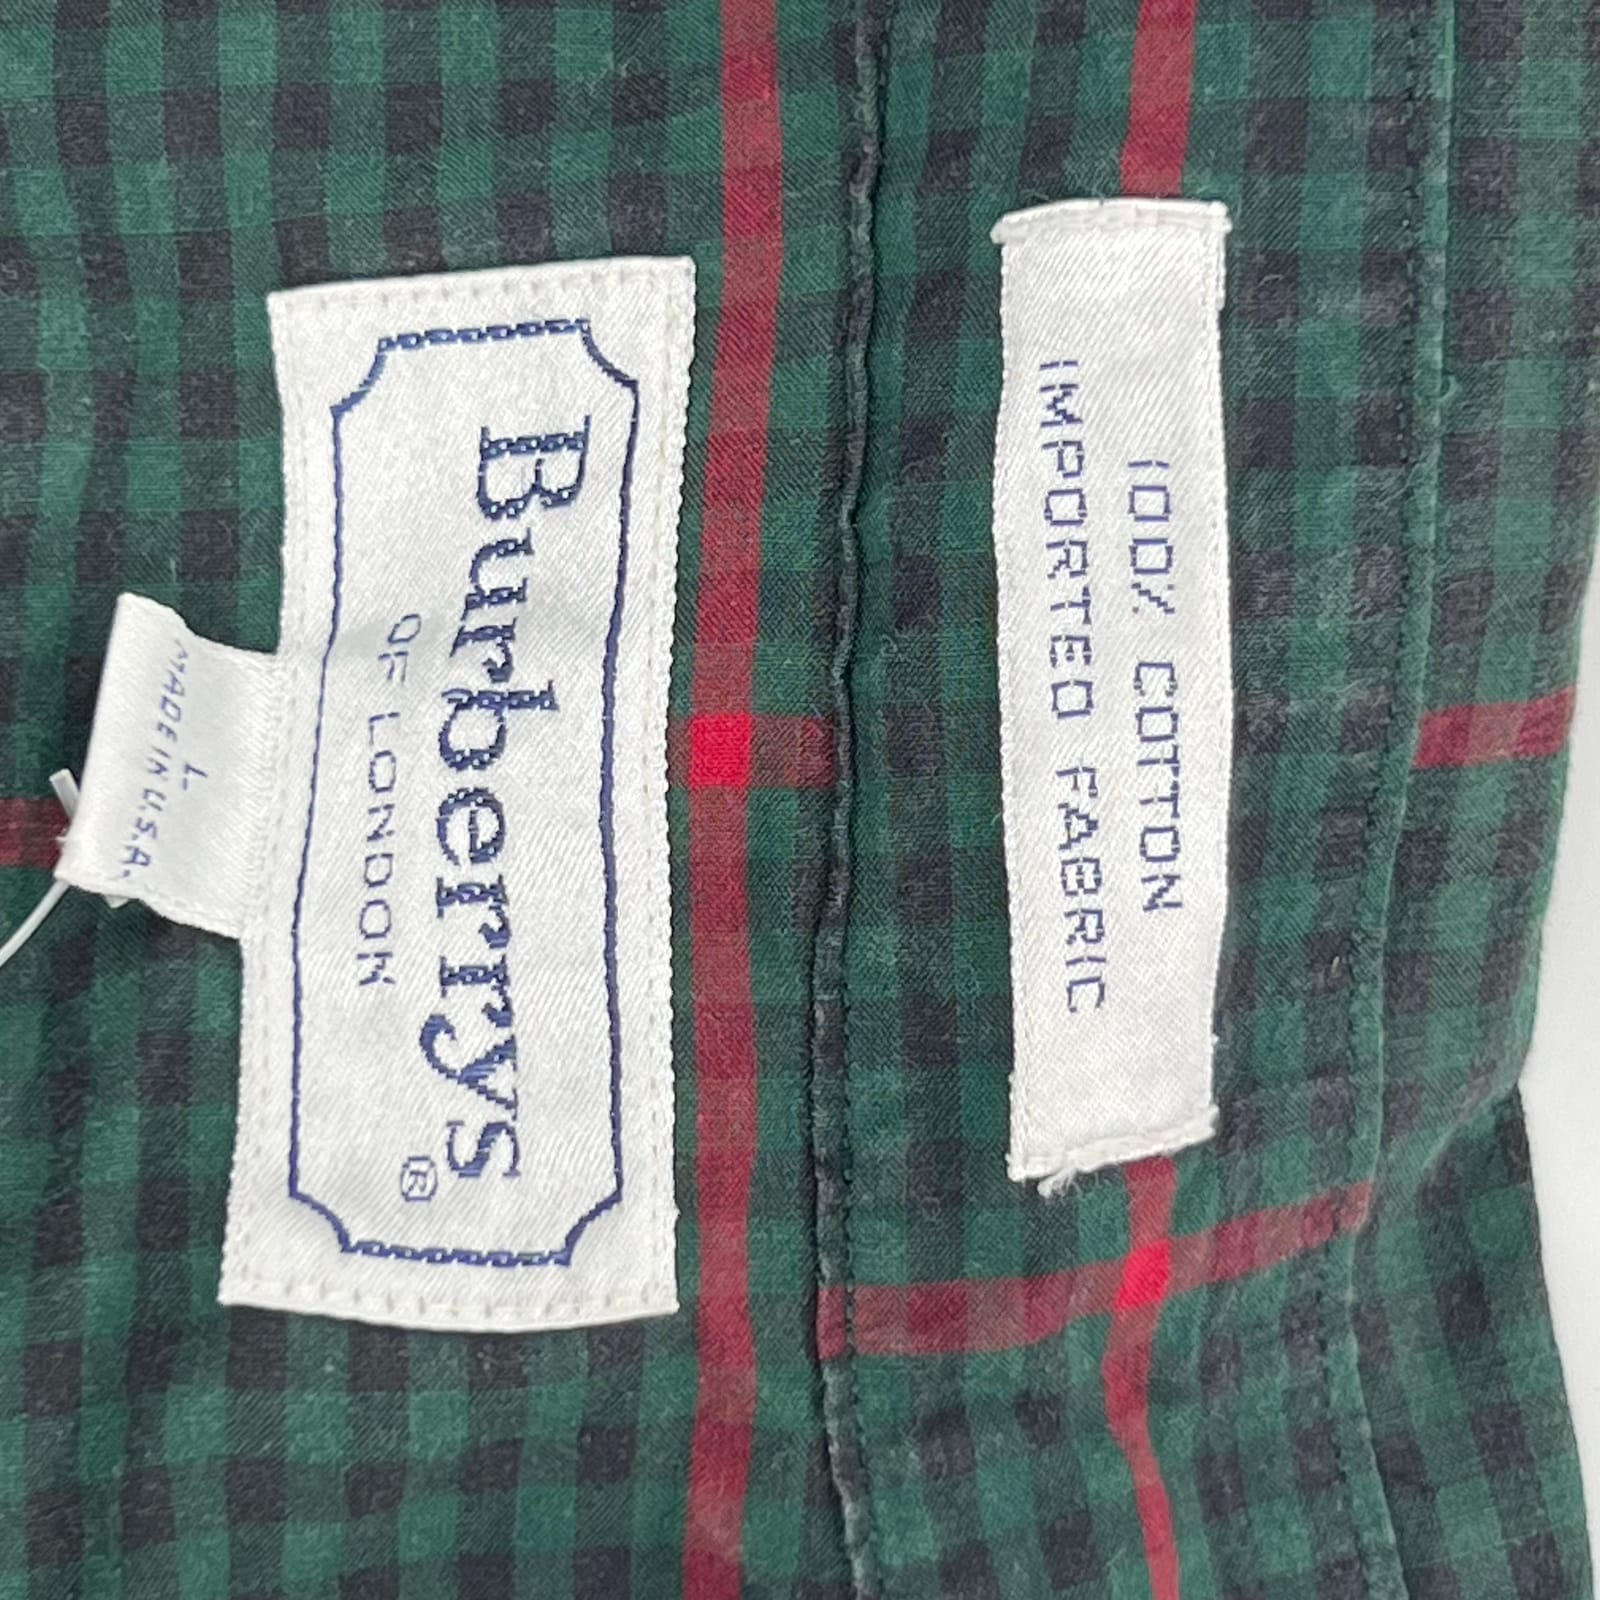 Burberrys®
OF LONDON
L
MADE IN U.S.A.
100% COTTON
IMPORTED FABRIC